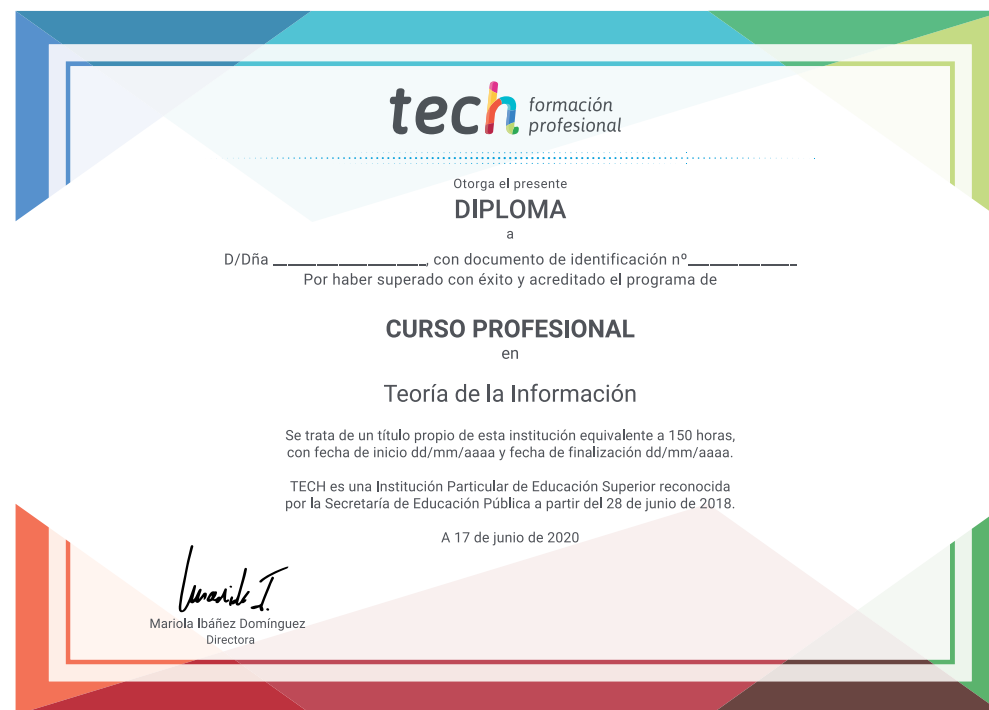 tech formación
profesional
Otorga el presente
DIPLOMA
a
D/Dña ____________________, con documento de identificación nº______________
Por haber superado con éxito y acreditado el programa de
CURSO PROFESIONAL
en
Teoría de la Información
Se trata de un título propio de esta institución equivalente a 150 horas,
con fecha de inicio dd/mm/aaaa y fecha de finalización dd/mm/aaaa.
TECH es una Institución Particular de Educación Superior reconocida
por la Secretaría de Educación Pública a partir del 28 de junio de 2018.
A 17 de junio de 2020
Mariola Ibáñez Domínguez
Directora